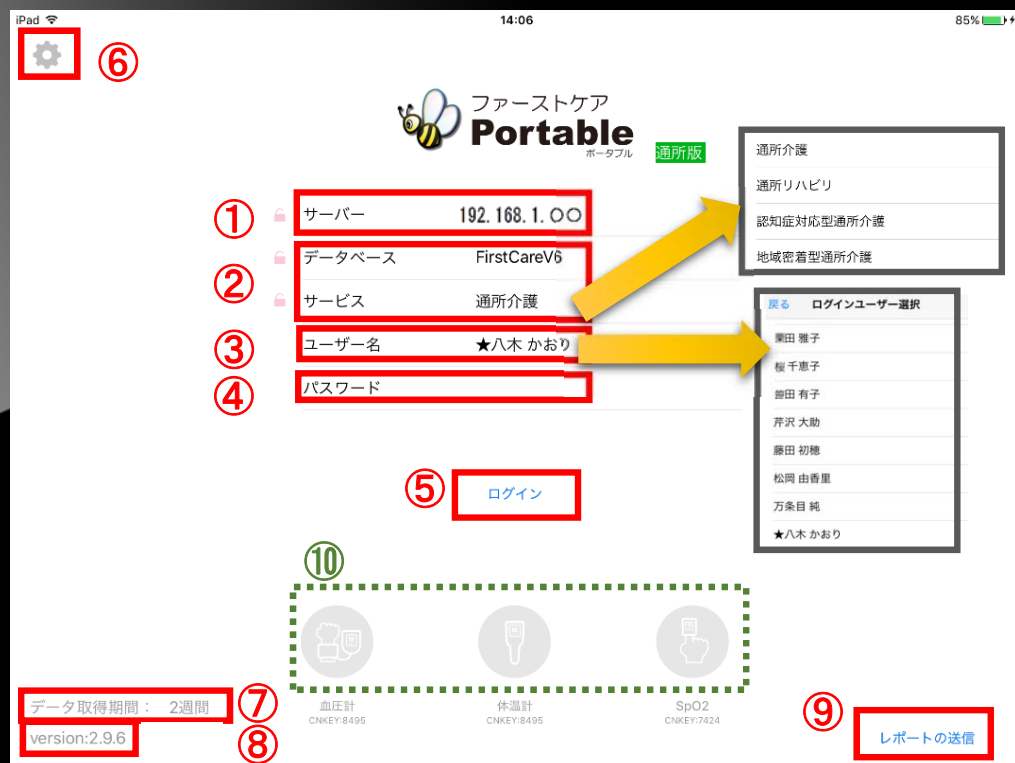 iPad 14:06 85%
⑥
ファーストケア
Portable
ポータブル
通所版
① サーバー 192.168.1.〇〇
② データベース FirstCareV6
サービス 通所介護
③ ユーザー名 ★八木 かおり
④ パスワード
⑤ ログイン
通所介護
通所リハビリ
認知症対応型通所介護
地域密着型通所介護
戻る ログインユーザー選択
栗田 雅子
桜 千恵子
曽田 有子
芹沢 大助
藤田 初穂
松岡 由香里
万条目 純
★八木 かおり
⑩
血圧計 体温計 SpO2
CNKEY:8495 CNKEY:8495 CNKEY:7424
データ取得期間： 2週間 ⑦
version:2.9.6 ⑧
⑨
レポートの送信